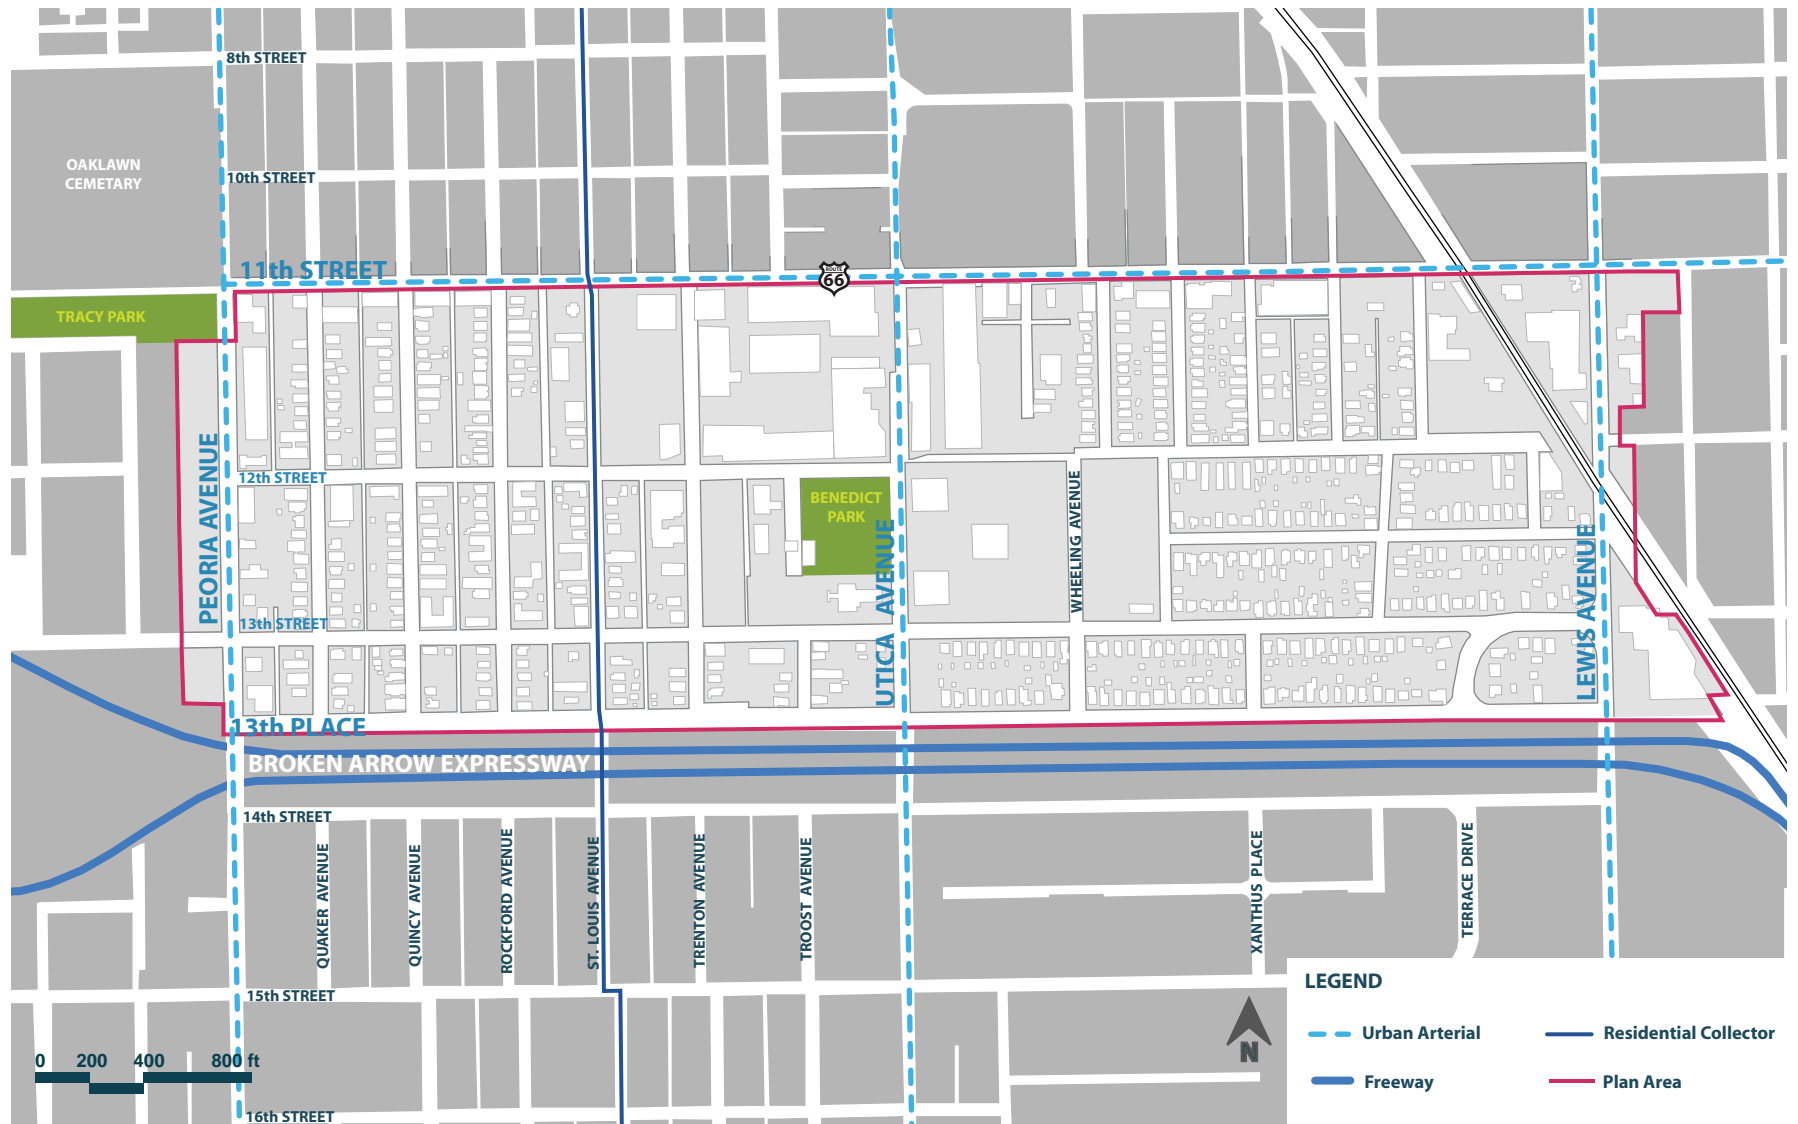 8th STREET
OAKLAWN
CEMETARY
10th STREET
11th STREET
ROUTE
66
TRACY PARK
PEORIA AVENUE
12th STREET
BENEDICT
PARK
UTICA AVENUE
WHEELING AVENUE
LEWIS AVENUE
13th STREET
13th PLACE
BROKEN ARROW EXPRESSWAY
14th STREET
QUAKER AVENUE
QUINCY AVENUE
ROCKFORD AVENUE
ST. LOUIS AVENUE
TRENTON AVENUE
TROOST AVENUE
XANTHUS PLACE
TERRACE DRIVE
15th STREET
LEGEND
Urban Arterial
Residential Collector
Freeway
Plan Area
N
0 200 400 800 ft
16th STREET